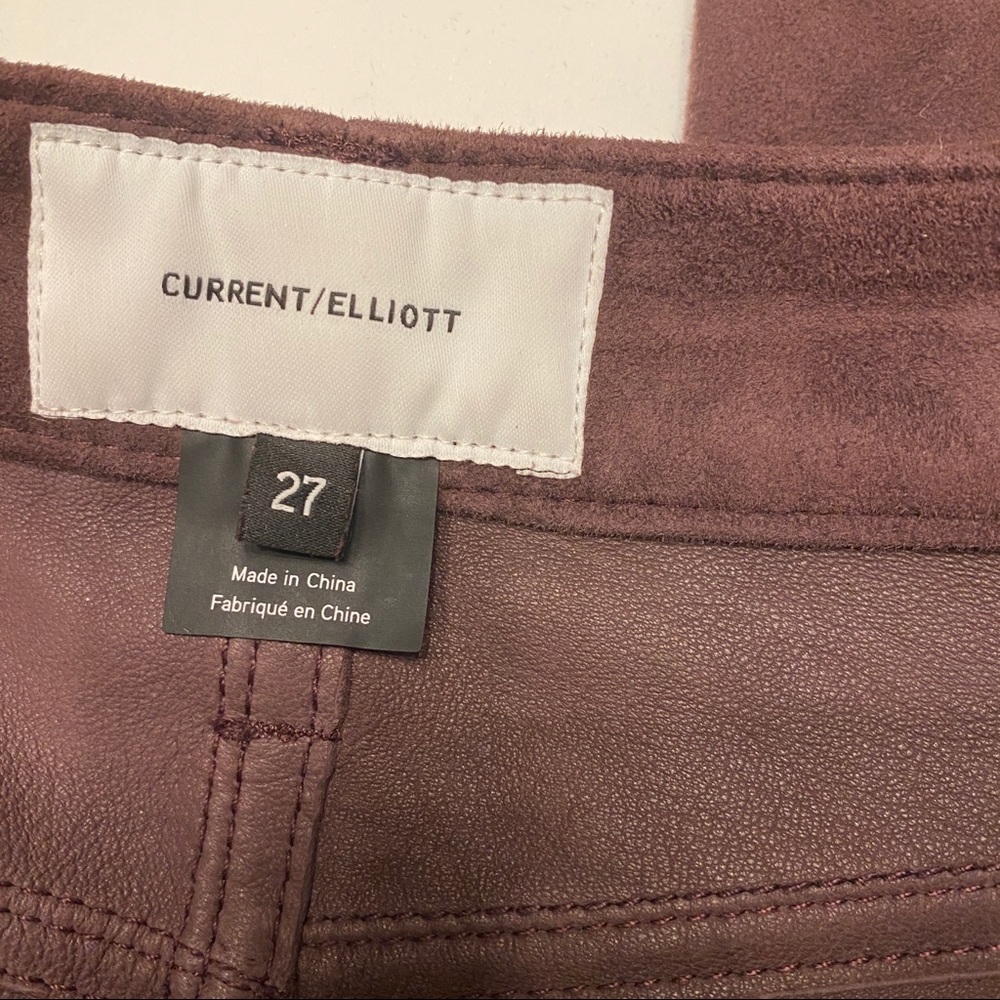 CURRENT/ELLIOTT
27
Made in China
Fabriqué en Chine